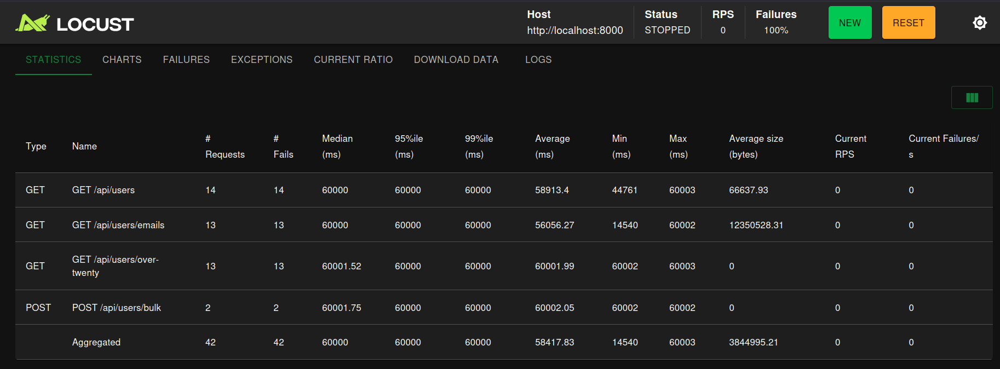 LOCUST
Host
http://localhost:8000
Status
STOPPED
RPS
0
Failures
100%
NEW
RESET
STATISTICS CHARTS FAILURES EXCEPTIONS CURRENT RATIO DOWNLOAD DATA LOGS
Type Name # Requests # Fails Median (ms) 95%ile (ms) 99%ile (ms) Average (ms) Min (ms) Max (ms) Average size (bytes) Current RPS Current Failures/s
GET GET /api/users 14 14 60000 60000 60000 58913.4 44761 60003 66637.93 0 0
GET GET /api/users/emails 13 13 60000 60000 60000 56056.27 14540 60002 12350528.31 0 0
GET GET /api/users/over-twenty 13 13 60001.52 60000 60000 60001.99 60002 60003 0 0 0
POST POST /api/users/bulk 2 2 60001.75 60000 60000 60002.05 60002 60002 0 0 0
Aggregated 42 42 60000 60000 60000 58417.83 14540 60003 3844995.21 0 0